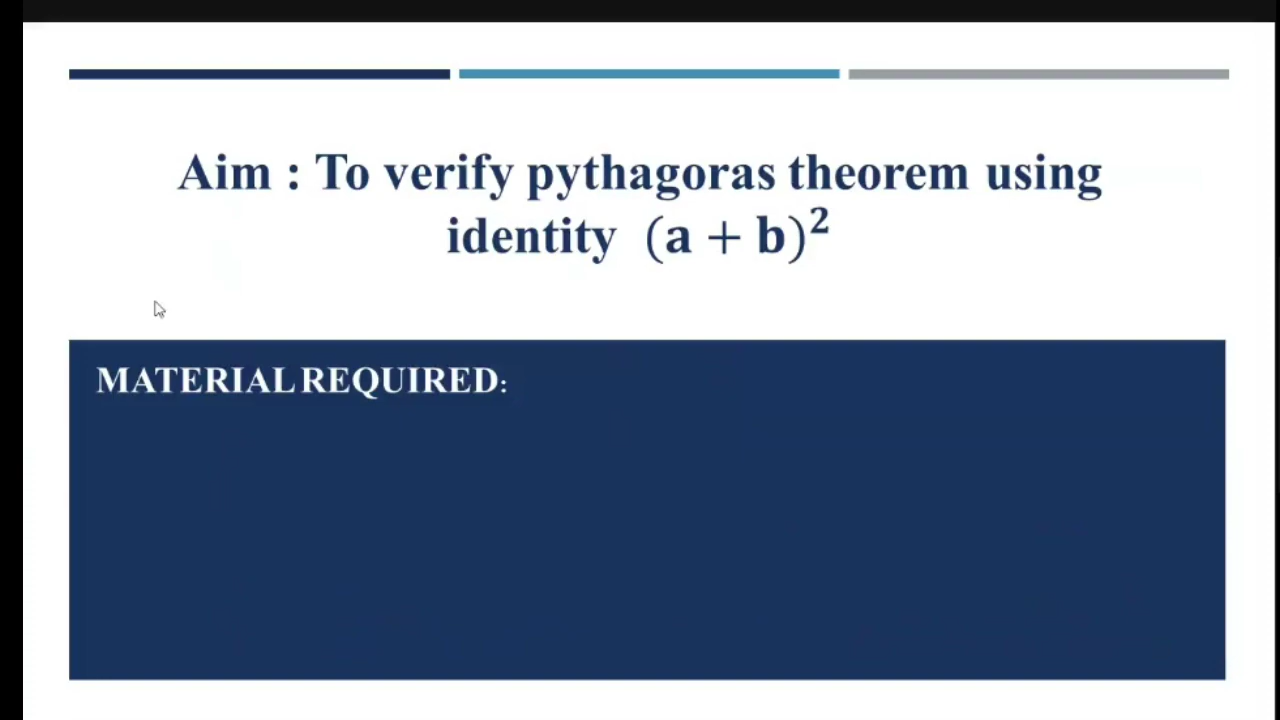 Aim : To verify pythagoras theorem using
identity (a + b)²
MATERIAL REQUIRED: